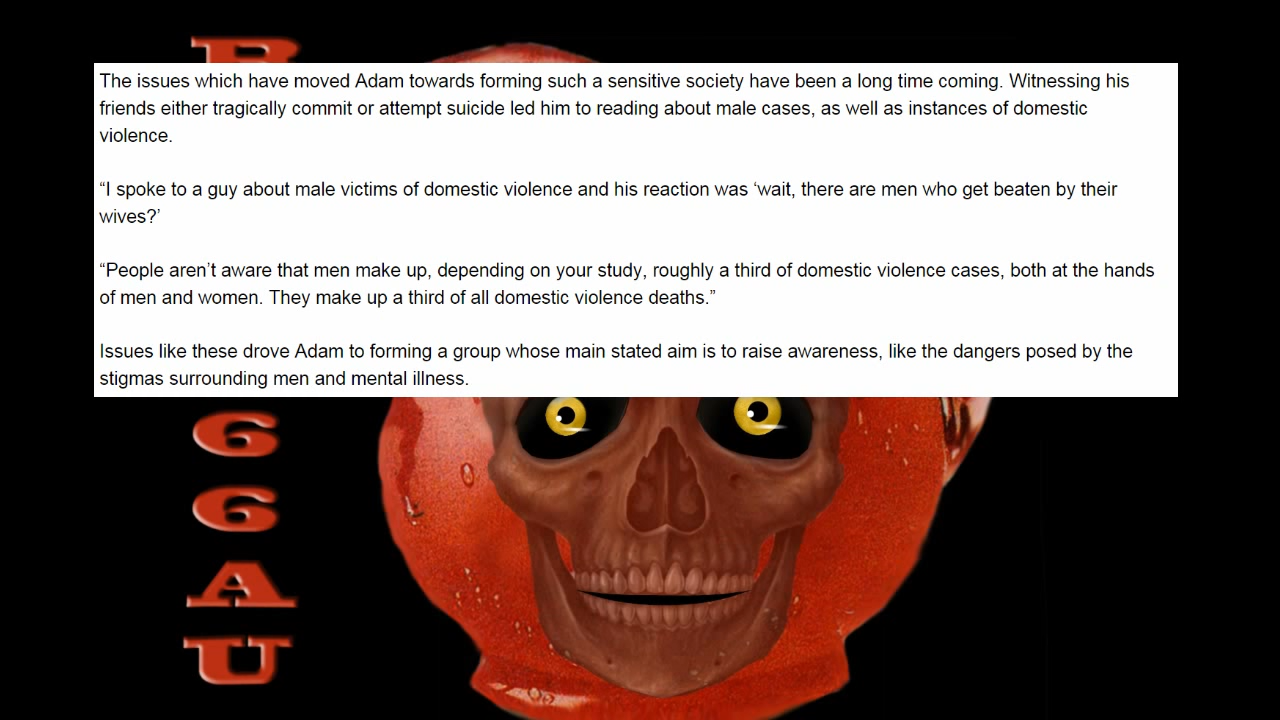 R
The issues which have moved Adam towards forming such a sensitive society have been a long time coming. Witnessing his
friends either tragically commit or attempt suicide led him to reading about male cases, as well as instances of domestic
violence.
“I spoke to a guy about male victims of domestic violence and his reaction was ‘wait, there are men who get beaten by their
wives?’
“People aren’t aware that men make up, depending on your study, roughly a third of domestic violence cases, both at the hands
of men and women. They make up a third of all domestic violence deaths.”
Issues like these drove Adam to forming a group whose main stated aim is to raise awareness, like the dangers posed by the
stigmas surrounding men and mental illness.
6
6
A
U